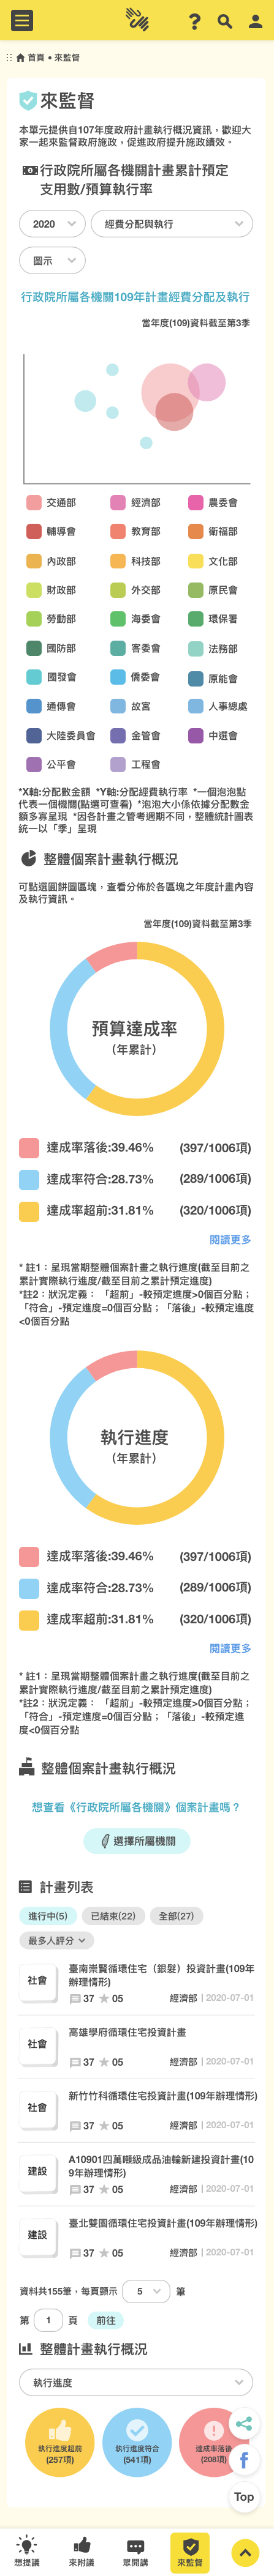 首頁 • 來監督
來監督
本單元提供自107年度政府計畫執行概況資訊，歡迎大
家一起來監督政府施政，促進政府提升施政績效。
行政院所屬各機關計畫累計預定
支用數/預算執行率
2020
經費分配與執行
圖示
行政院所屬各機關109年計畫經費分配及執行
當年度(109)資料截至第3季
交通部 經濟部 農委會
輔導會 教育部 衛福部
內政部 科技部 文化部
財政部 外交部 原民會
勞動部 海委會 環保署
國防部 客委會 法務部
國發會 僑委會 原能會
通傳會 故宮 人事總處
大陸委員會 金管會 中選會
公平會 工程會
*X軸:分配數金額 *Y軸:分配經費執行率 *一個泡泡點
代表一個機關(點選可查看) *泡泡大小係依據分配數金
額多寡呈現 *因各計畫之管考週期不同，整體統計圖表
統一以「季」呈現
整體個案計畫執行概況
可點選圓餅圖區塊，查看分佈於各區塊之年度計畫內容
及執行資訊。
當年度(109)資料截至第3季
預算達成率
(年累計)
達成率落後:39.46% (397/1006項)
達成率符合:28.73% (289/1006項)
達成率超前:31.81% (320/1006項)
閱讀更多
* 註1：呈現當期整體個案計畫之執行進度(截至目前之
累計實際執行進度/截至目前之累計預定進度)
*註2：狀況定義：「超前」-較預定進度>0個百分點；
「符合」-預定進度=0個百分點；「落後」-較預定進度
<0個百分點
執行進度
(年累計)
達成率落後:39.46% (397/1006項)
達成率符合:28.73% (289/1006項)
達成率超前:31.81% (320/1006項)
閱讀更多
* 註1：呈現當期整體個案計畫之執行進度(截至目前之
累計實際執行進度/截至目前之累計預定進度)
*註2：狀況定義：「超前」-較預定進度>0個百分點；
「符合」-預定進度=0個百分點；「落後」-較預定進
度<0個百分點
整體個案計畫執行概況
想查看《行政院所屬各機關》個案計畫嗎？
選擇所屬機關
計畫列表
進行中(5) 已結束(22) 全部(27)
最多人評分
社會
臺南崇賢循環住宅（銀髮）投資計畫(109年
辦理情形)
37 05 經濟部 | 2020-07-01
社會
高雄學府循環住宅投資計畫
37 05 經濟部 | 2020-07-01
社會
新竹竹科循環住宅投資計畫(109年辦理情形)
37 05 經濟部 | 2020-07-01
建設
A10901四萬噸級成品油輪新建投資計畫(10
9年辦理情形)
37 05 經濟部 | 2020-07-01
建設
臺北雙園循環住宅投資計畫(109年辦理情形)
37 05 經濟部 | 2020-07-01
資料共155筆，每頁顯示 5 筆
第 1 頁 前往
整體計畫執行概況
執行進度
執行進度超前
(257項)
執行進度符合
(541項)
達成率落後
(208項)
Top
想提議 來附議 眾開講 來監督